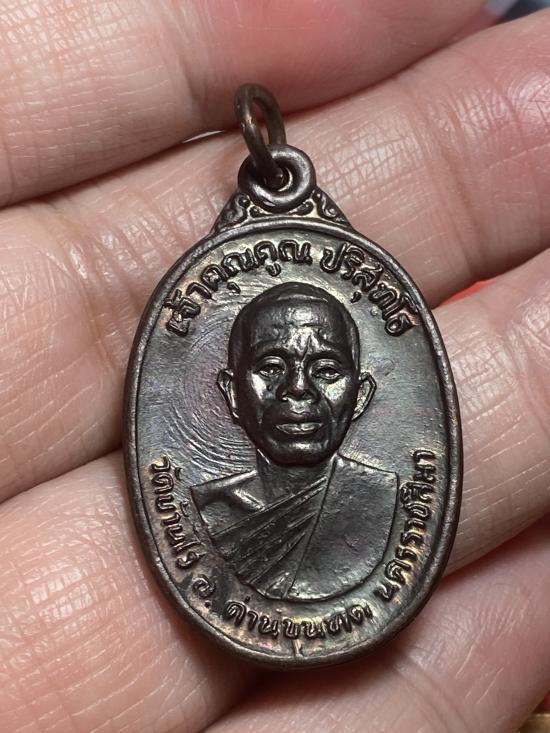 เจ้าคุณคูณ ปริสุทโธ
วัดบ้านไร่ อ. ด่านขุนทด นครราชสีมา